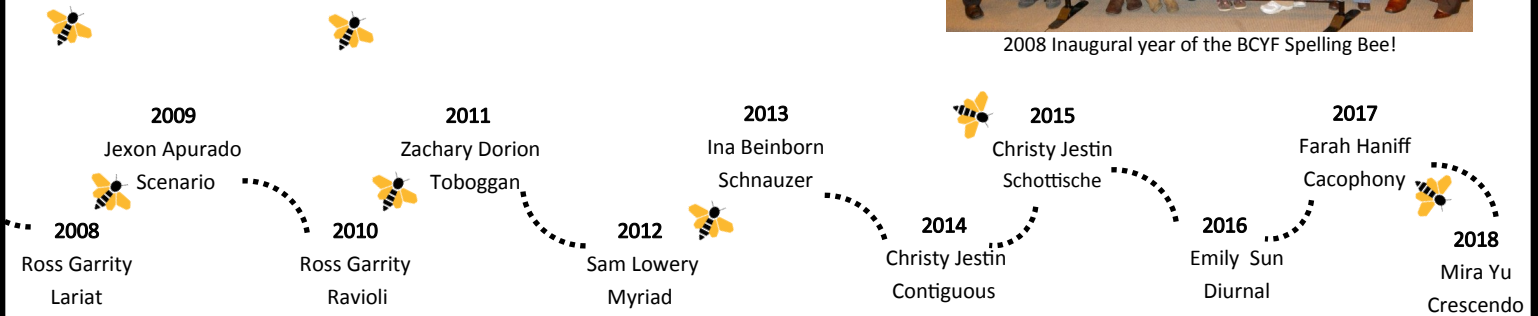 2008 Inaugural year of the BCYF Spelling Bee!
2008
Ross Garrity
Lariat
2009
Jexon Apurado
Scenario
2010
Ross Garrity
Ravioli
2011
Zachary Dorion
Toboggan
2012
Sam Lowery
Myriad
2013
Ina Beinborn
Schnauzer
2014
Christy Jestin
Contiguous
2015
Christy Jestin
Schottische
2016
Emily Sun
Diurnal
2017
Farah Haniff
Cacophony
2018
Mira Yu
Crescendo